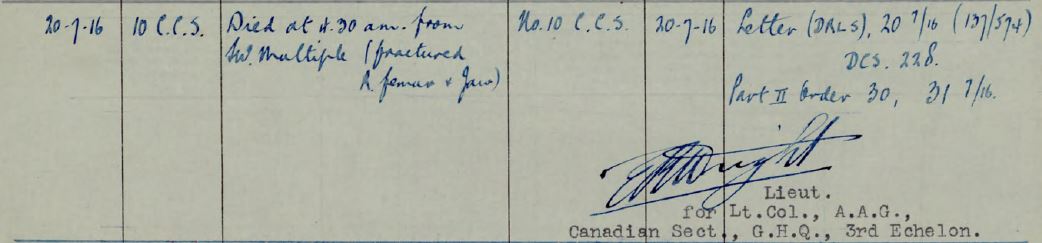 20-7-16 10 C.C.S. Died at 4.30 am. from No.10 C.C.S. 20-7-16 Letter (DRLS), 20 7/16 (137/574)
SW. Multiple (fractured DCS. 228.
R. femur & Jaw) Part II Order 30, 31 7/16.
Wright
Lieut.
for Lt.Col., A.A.G.,
Canadian Sect., G.H.Q., 3rd Echelon.